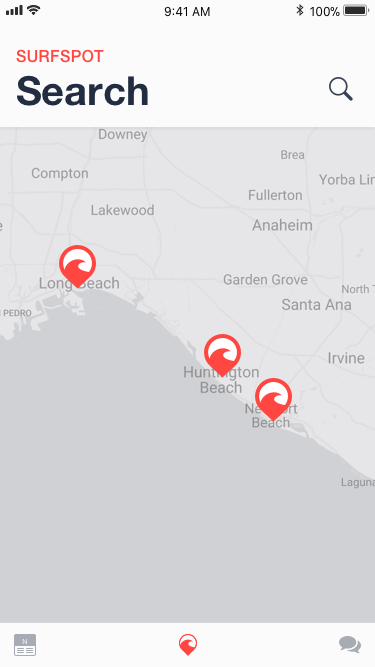 9:41 AM
100%
SURFSPOT
Search
Downey
Brea
Compton
Yorba Lin
Fullerton
Lakewood
Anaheim
Long Beach
Garden Grove
North T
Santa Ana
PEDRO
Irvine
Huntington
Beach
Newport
Beach
Laguna
N